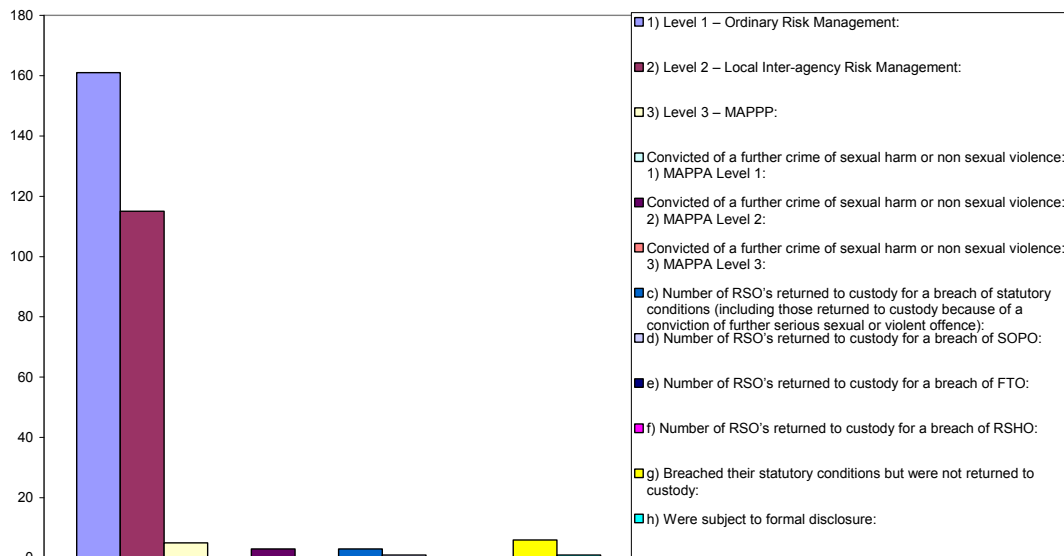 180
160
140
120
100
80
60
40
20
0
1) Level 1 – Ordinary Risk Management:
2) Level 2 – Local Inter-agency Risk Management:
3) Level 3 – MAPPP:
Convicted of a further crime of sexual harm or non sexual violence:
1) MAPPA Level 1:
Convicted of a further crime of sexual harm or non sexual violence:
2) MAPPA Level 2:
Convicted of a further crime of sexual harm or non sexual violence:
3) MAPPA Level 3:
c) Number of RSO's returned to custody for a breach of statutory
conditions (including those returned to custody because of a
conviction of further serious sexual or violent offence):
d) Number of RSO's returned to custody for a breach of SOPO:
e) Number of RSO's returned to custody for a breach of FTO:
f) Number of RSO's returned to custody for a breach of RSHO:
g) Breached their statutory conditions but were not returned to
custody:
h) Were subject to formal disclosure: